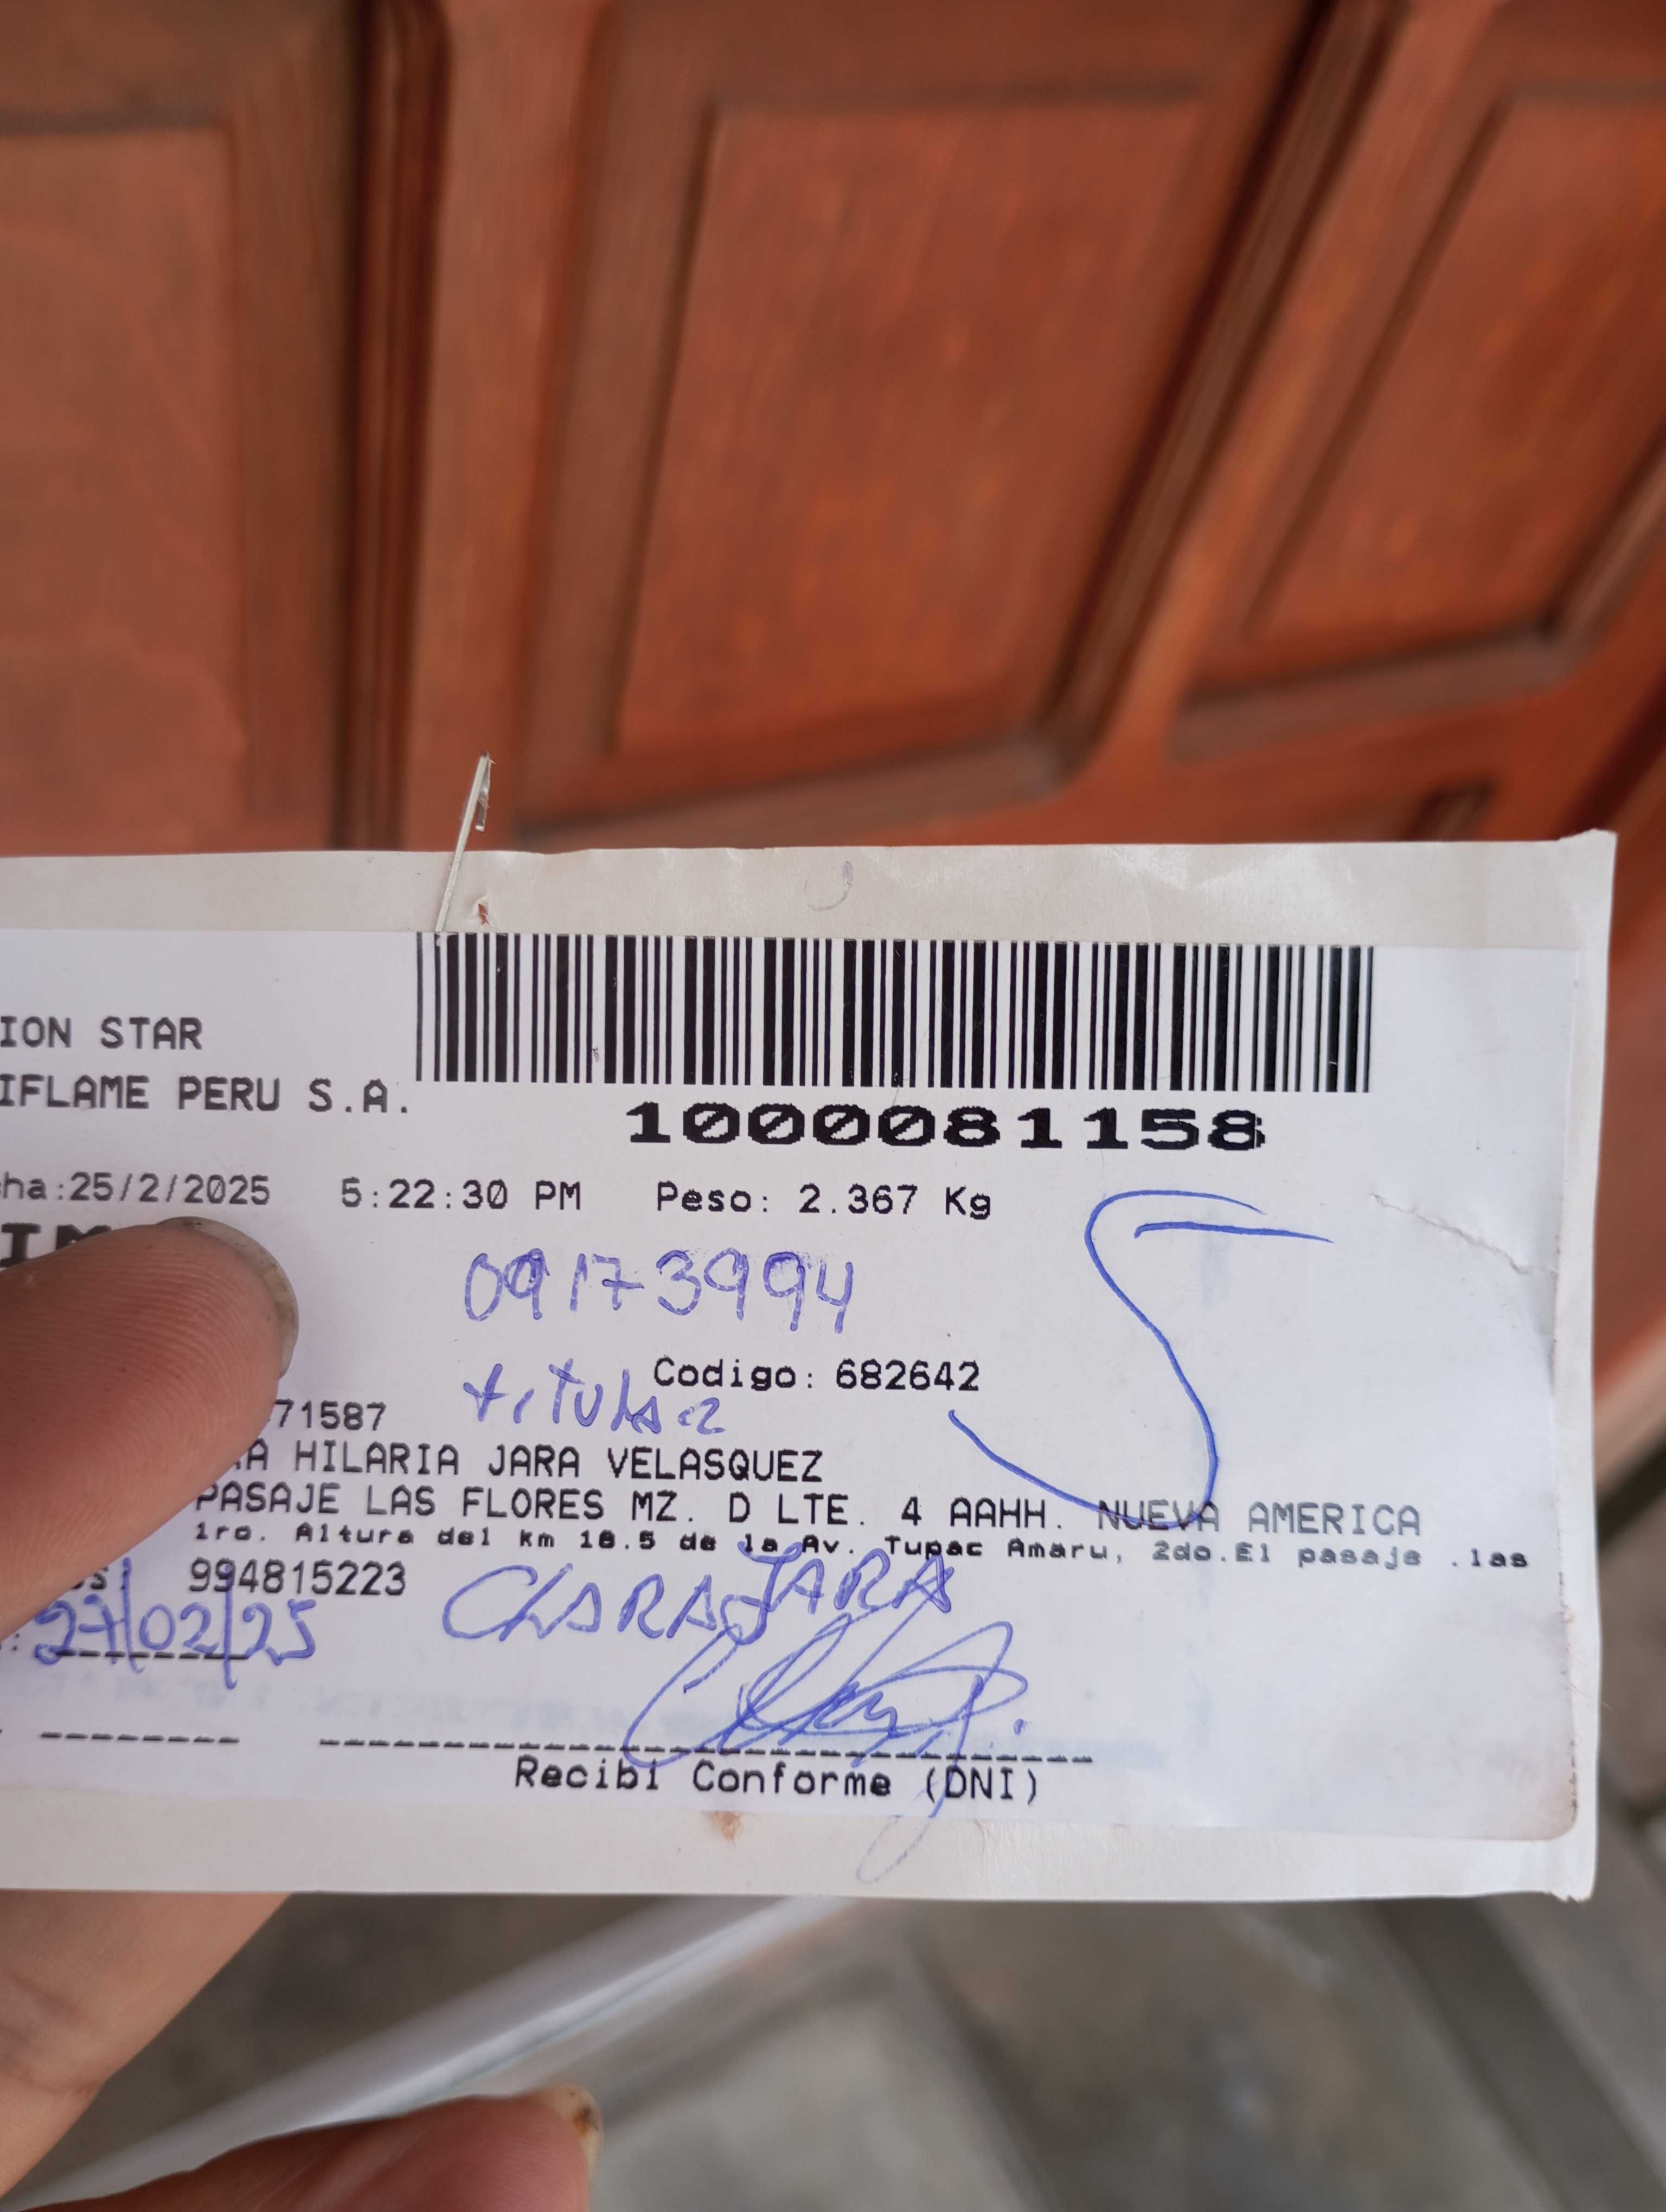 ION STAR
IFLAME PERU S.A.
1000081158
ha:25/2/2025 5:22:30 PM Peso: 2.367 Kg
IM
09173994
Codigo: 682642
titular
71587
RA HILARIA JARA VELASQUEZ
PASAJE LAS FLORES MZ. D LTE. 4 AAHH. NUEVA AMERICA
1ro. Altura del km 18.5 de la Av. Tupac Amaru, 2do.El pasaje .las
os: 994815223
CLARA JARA
27/02/25
Recibi Conforme (DNI)